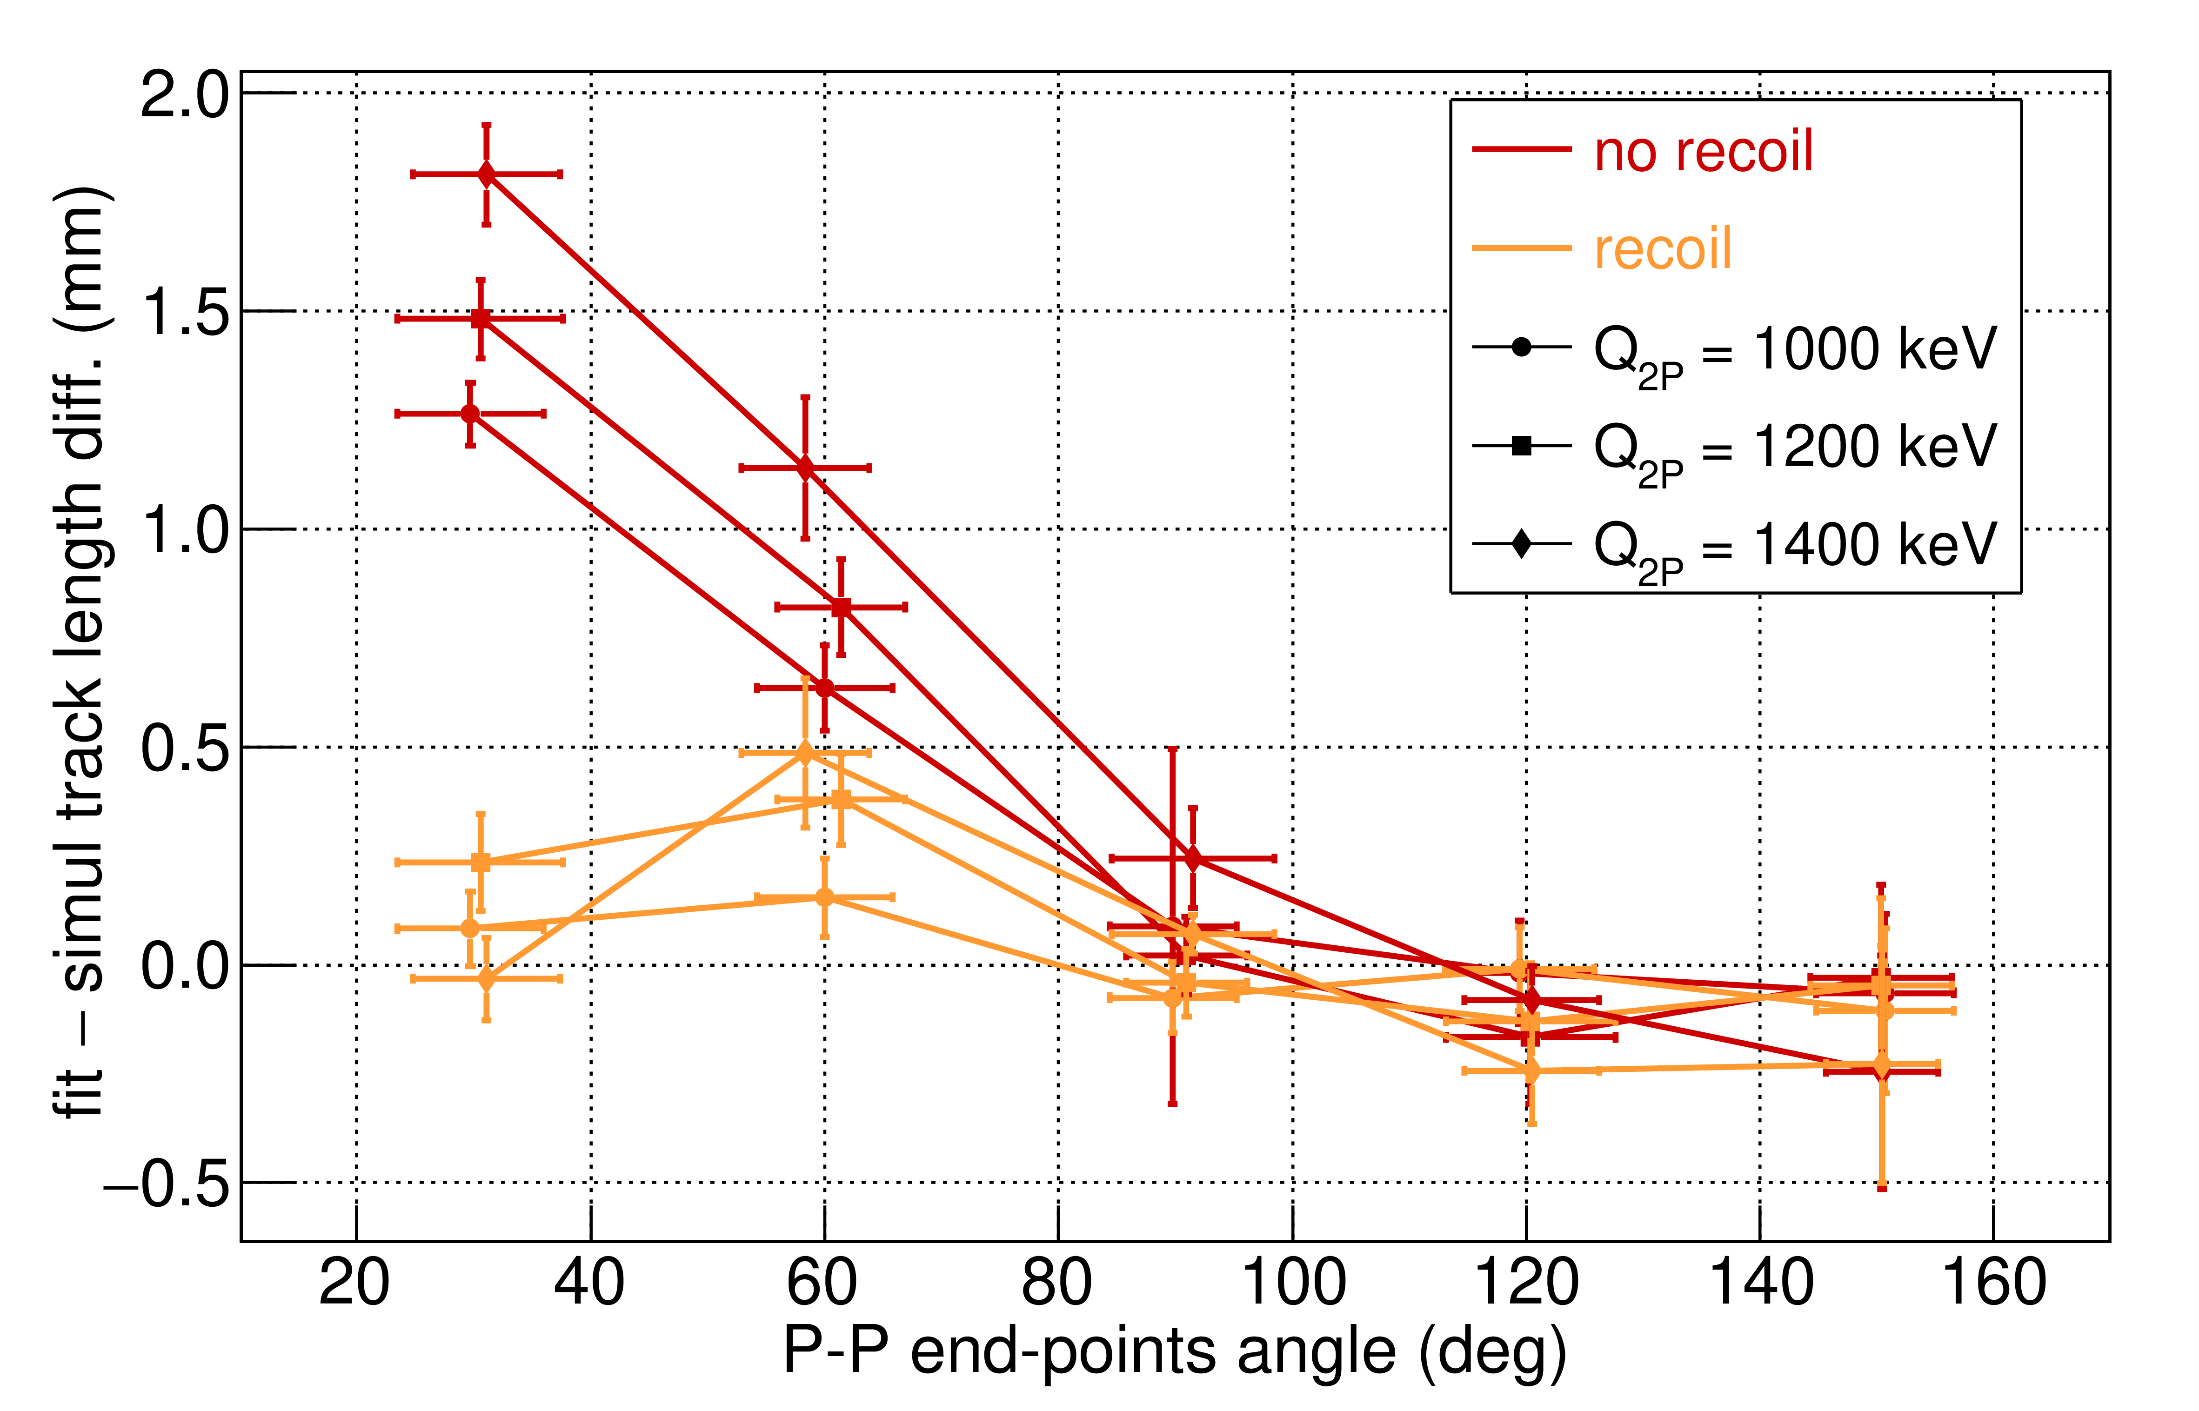 2.0
1.5
1.0
0.5
0.0
−0.5
fit − simul track length diff. (mm)
no recoil
recoil
Q2P = 1000 keV
Q2P = 1200 keV
Q2P = 1400 keV
20 40 60 80 100 120 140 160
P-P end-points angle (deg)